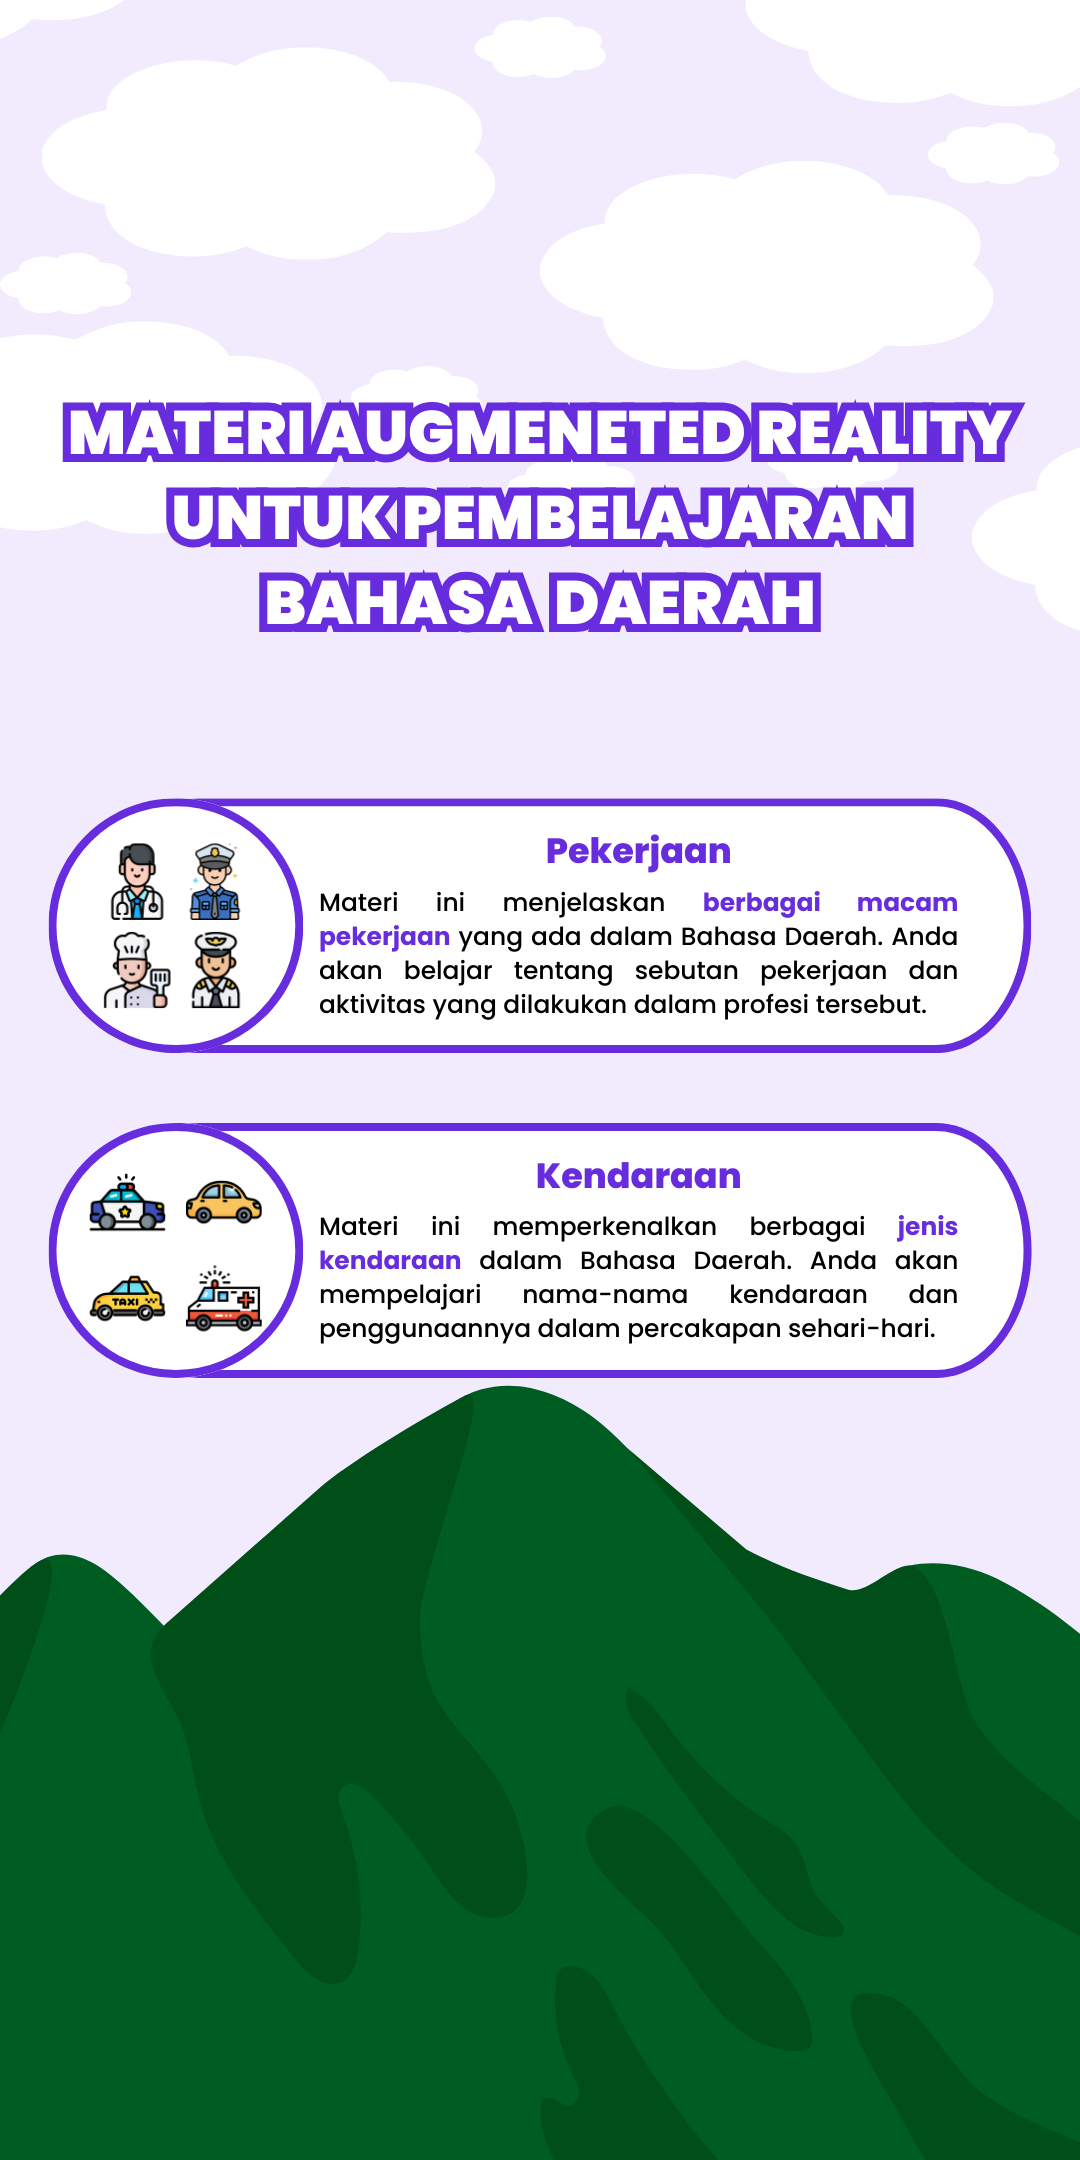 MATERI AUGMENETED REALITY
UNTUK PEMBELAJARAN
BAHASA DAERAH
Pekerjaan
Materi ini menjelaskan berbagai macam
pekerjaan yang ada dalam Bahasa Daerah. Anda
akan belajar tentang sebutan pekerjaan dan
aktivitas yang dilakukan dalam profesi tersebut.
Kendaraan
Materi ini memperkenalkan berbagai jenis
kendaraan dalam Bahasa Daerah. Anda akan
mempelajari nama-nama kendaraan dan
penggunaannya dalam percakapan sehari-hari.
TAXI